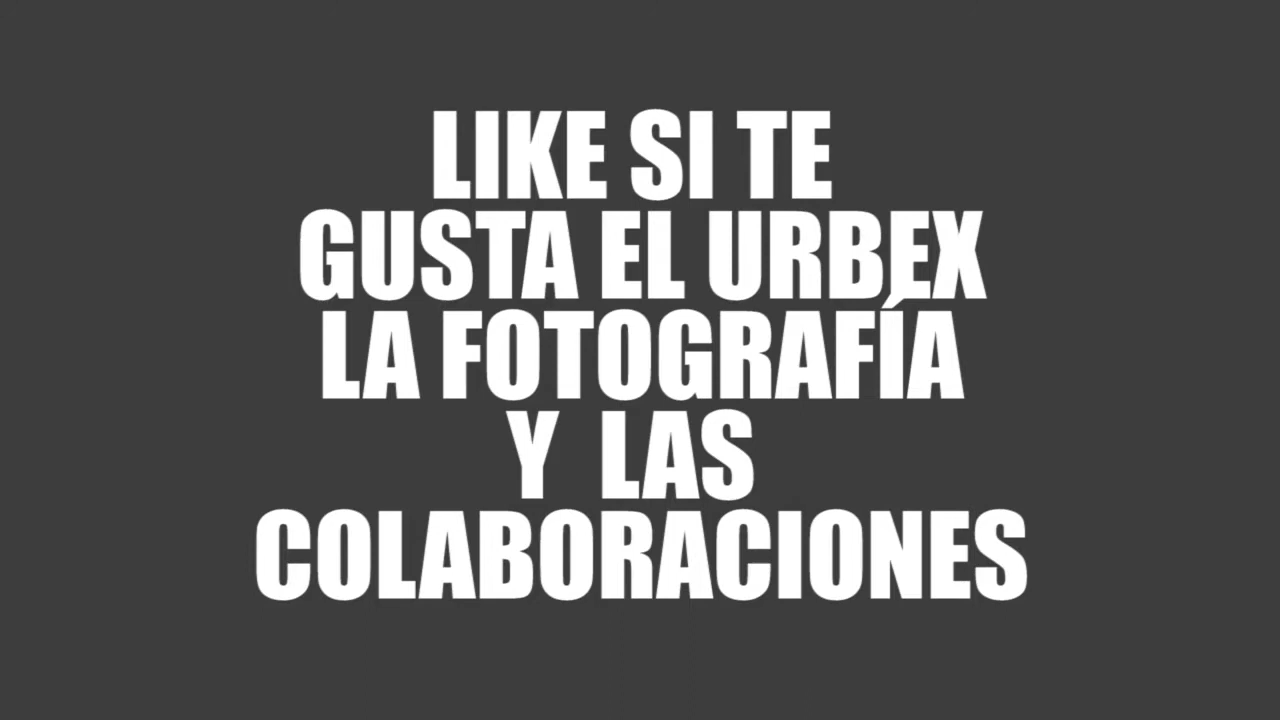 LIKE SI TE
GUSTA EL URBEX
LA FOTOGRAFÍA
Y LAS
COLABORACIONES